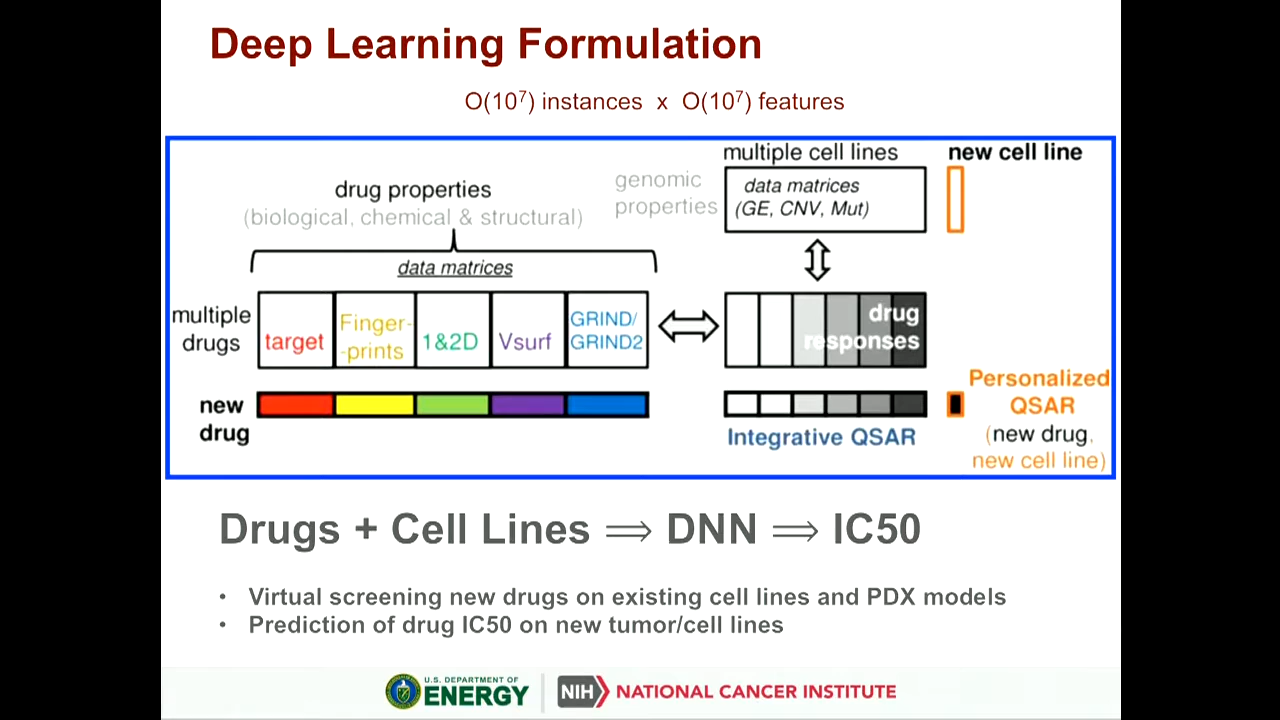 Deep Learning Formulation
O(10⁷) instances x O(10⁷) features
multiple cell lines
new cell line
genomic
properties
data matrices
(GE, CNV, Mut)
drug properties
(biological, chemical & structural)
data matrices
multiple
drugs
target
Finger-
-prints
1&2D
Vsurf
GRIND/
GRIND2
drug
responses
new
drug
Integrative QSAR
Personalized
QSAR
(new drug,
new cell line)
Drugs + Cell Lines ⟹ DNN ⟹ IC50
• Virtual screening new drugs on existing cell lines and PDX models
• Prediction of drug IC50 on new tumor/cell lines
U.S. DEPARTMENT OF
ENERGY
NIH NATIONAL CANCER INSTITUTE